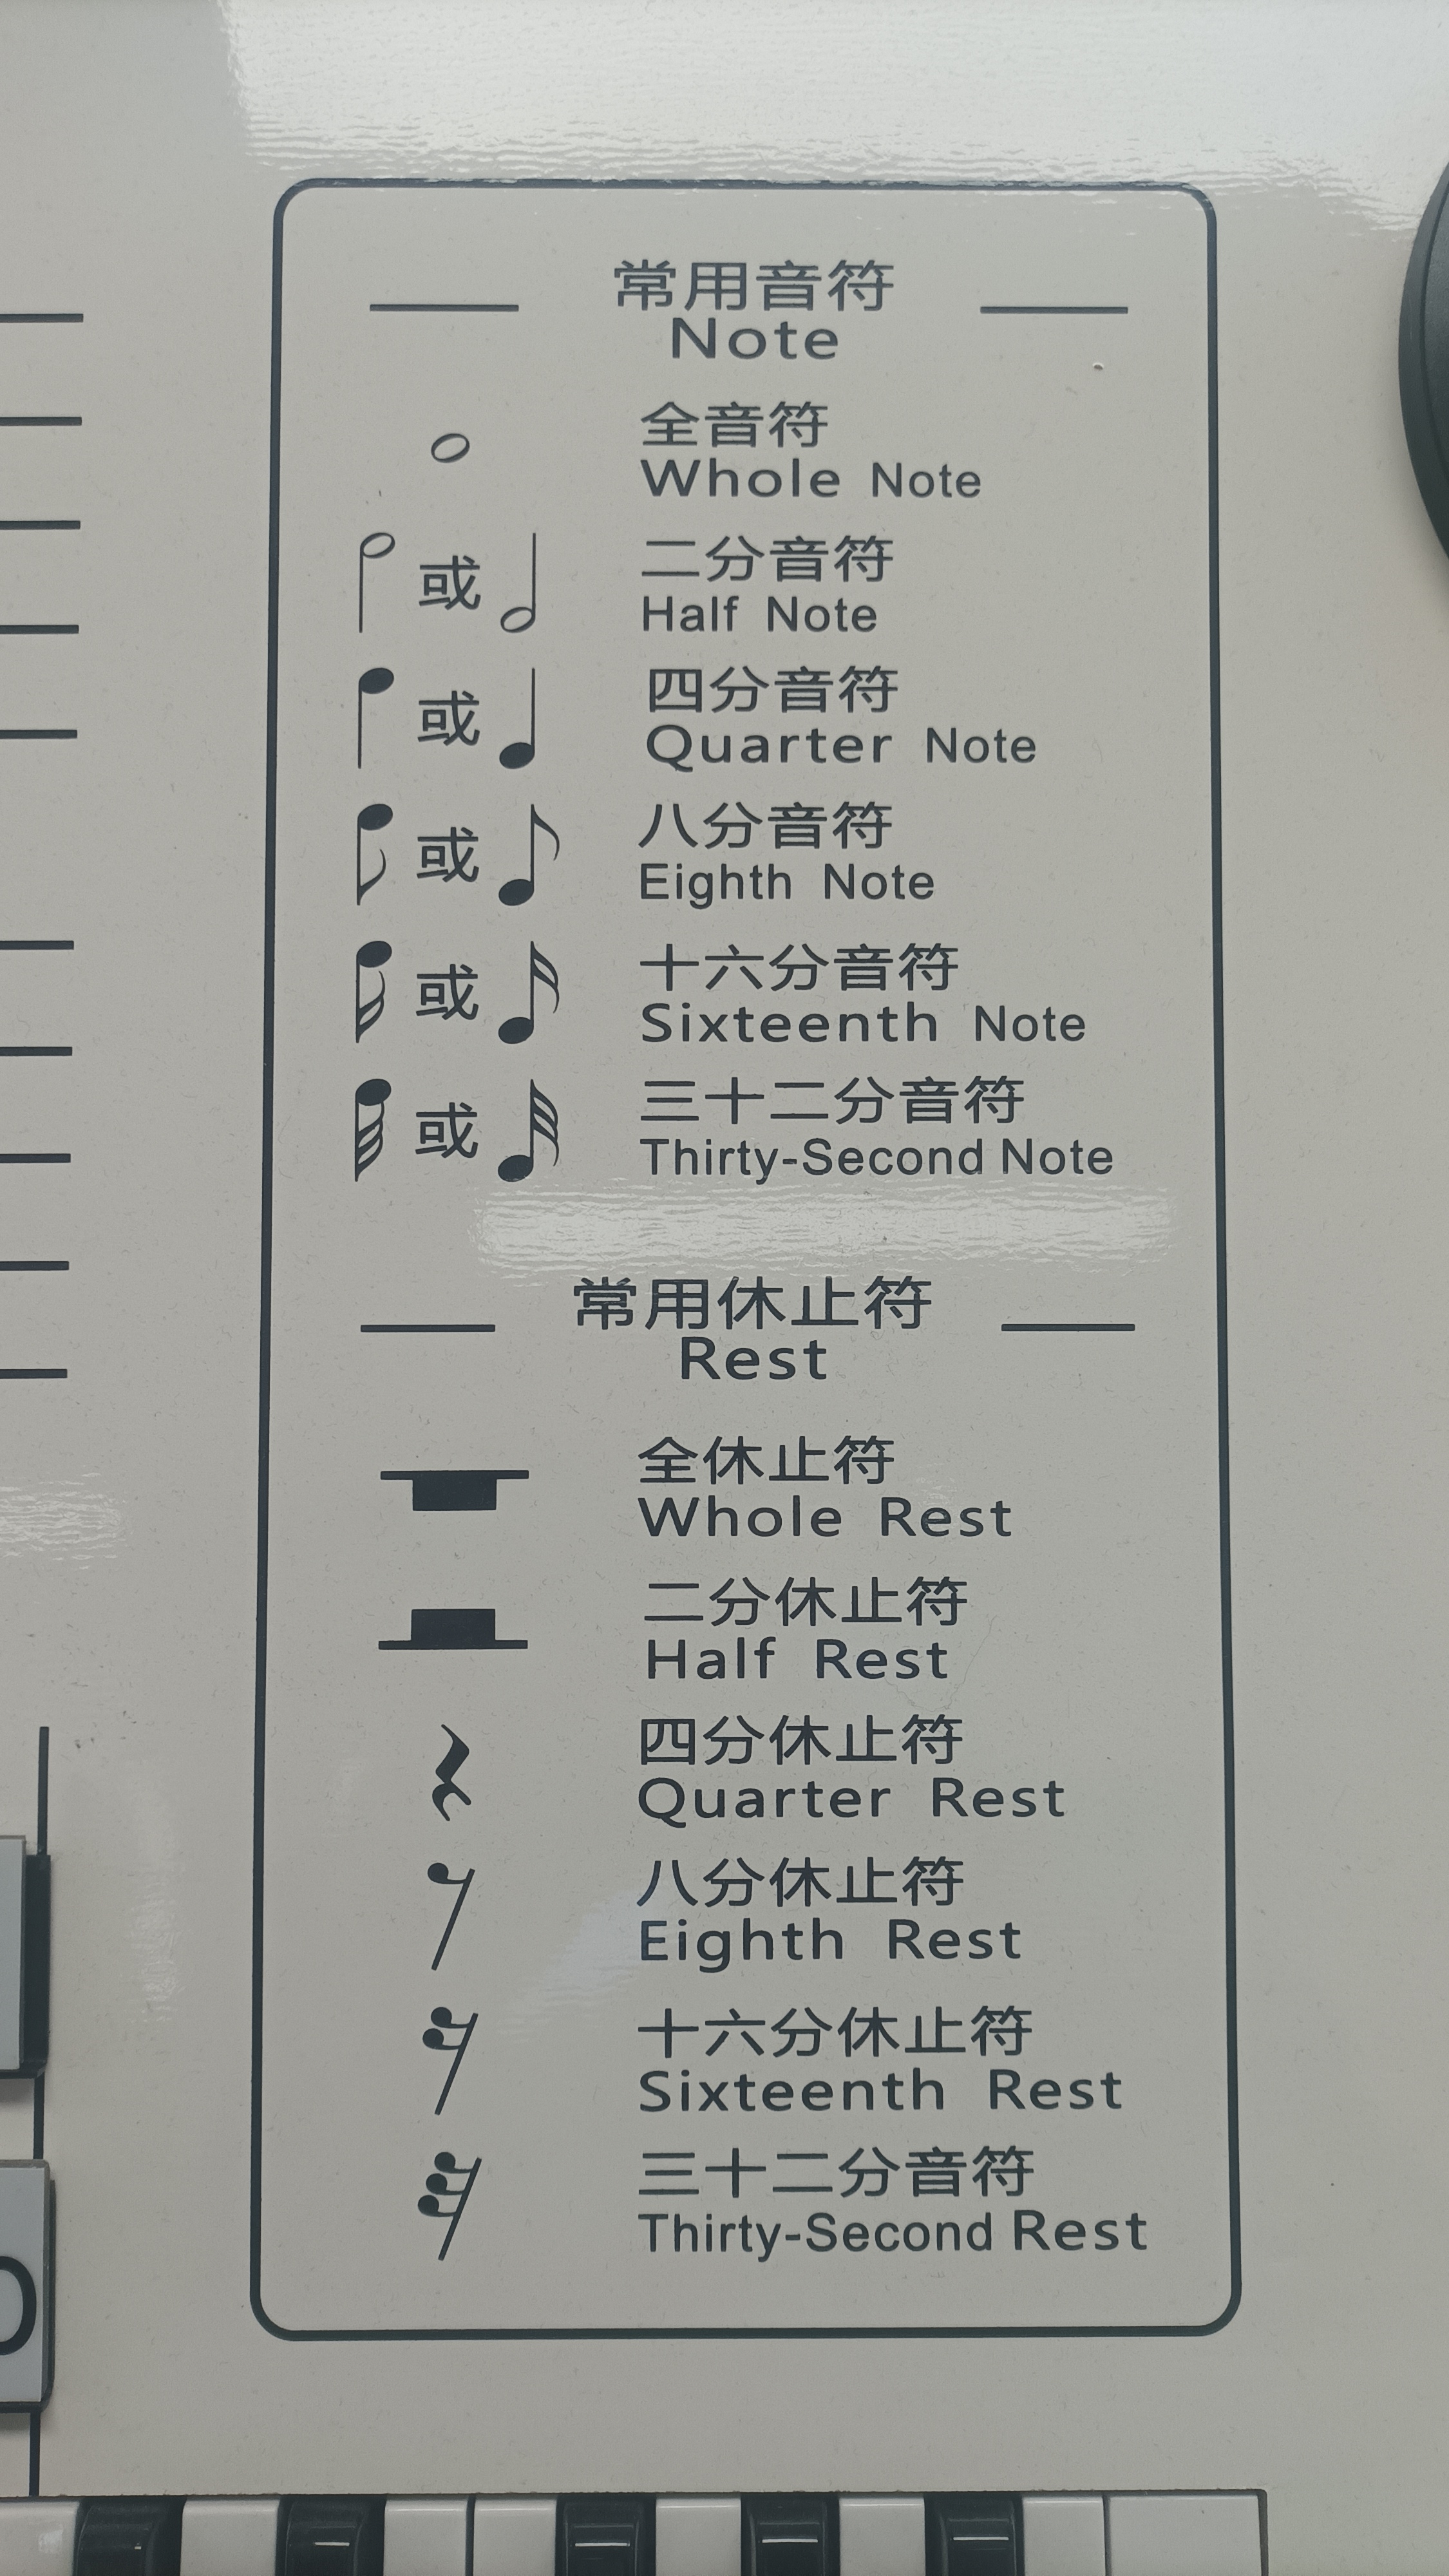 常用音符
Note
全音符
Whole Note
或
二分音符
Half Note
或
四分音符
Quarter Note
或
八分音符
Eighth Note
或
十六分音符
Sixteenth Note
或
三十二分音符
Thirty-Second Note
常用休止符
Rest
全休止符
Whole Rest
二分休止符
Half Rest
四分休止符
Quarter Rest
八分休止符
Eighth Rest
十六分休止符
Sixteenth Rest
三十二分音符
Thirty-Second Rest